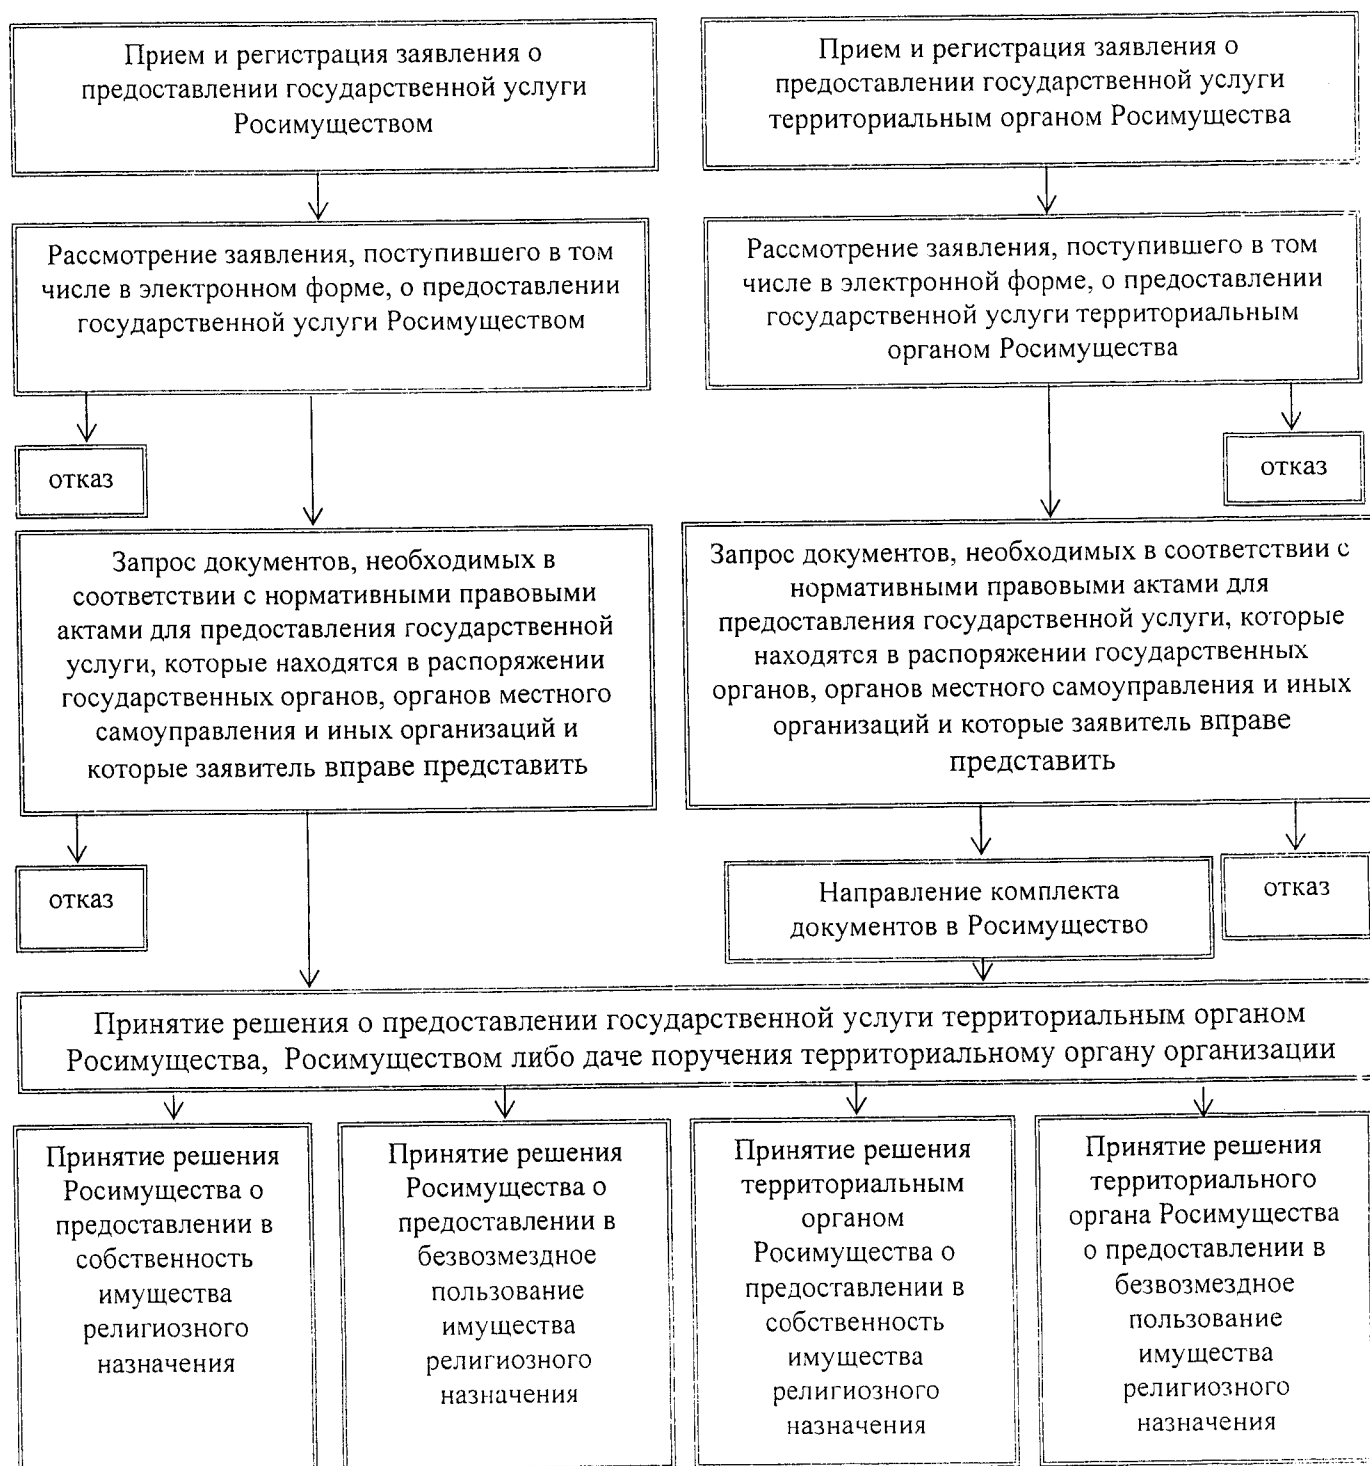 Прием и регистрация заявления о
предоставлении государственной услуги
Росимуществом
Прием и регистрация заявления о
предоставлении государственной услуги
территориальным органом Росимущества
Рассмотрение заявления, поступившего в том
числе в электронном форме, о предоставлении
государственной услуги Росимуществом
Рассмотрение заявления, поступившего в том
числе в электронной форме, о предоставлении
государственной услуги территориальным
органом Росимущества
отказ
отказ
Запрос документов, необходимых в
соответствии с нормативными правовыми
актами для предоставления государственной
услуги, которые находятся в распоряжении
государственных органов, органов местного
самоуправления и иных организаций и
которые заявитель вправе представить
Запрос документов, необходимых в соответствии с
нормативными правовыми актами для
предоставления государственной услуги, которые
находятся в распоряжении государственных
органов, органов местного самоуправления и иных
организаций и которые заявитель вправе
представить
отказ
Направление комплекта
документов в Росимущество
отказ
Принятие решения о предоставлении государственной услуги территориальным органом
Росимущества, Росимуществом либо даче поручения территориальному органу организации
Принятие решения
Росимущества о
предоставлении в
собственность
имущества
религиозного
назначения
Принятие решения
Росимущества о
предоставлении в
безвозмездное
пользование
имущества
религиозного
назначения
Принятие решения
территориальным
органом
Росимущества о
предоставлении в
собственность
имущества
религиозного
назначения
Принятие решения
территориального
органа Росимущества
о предоставлении в
безвозмездное
пользование
имущества
религиозного
назначения